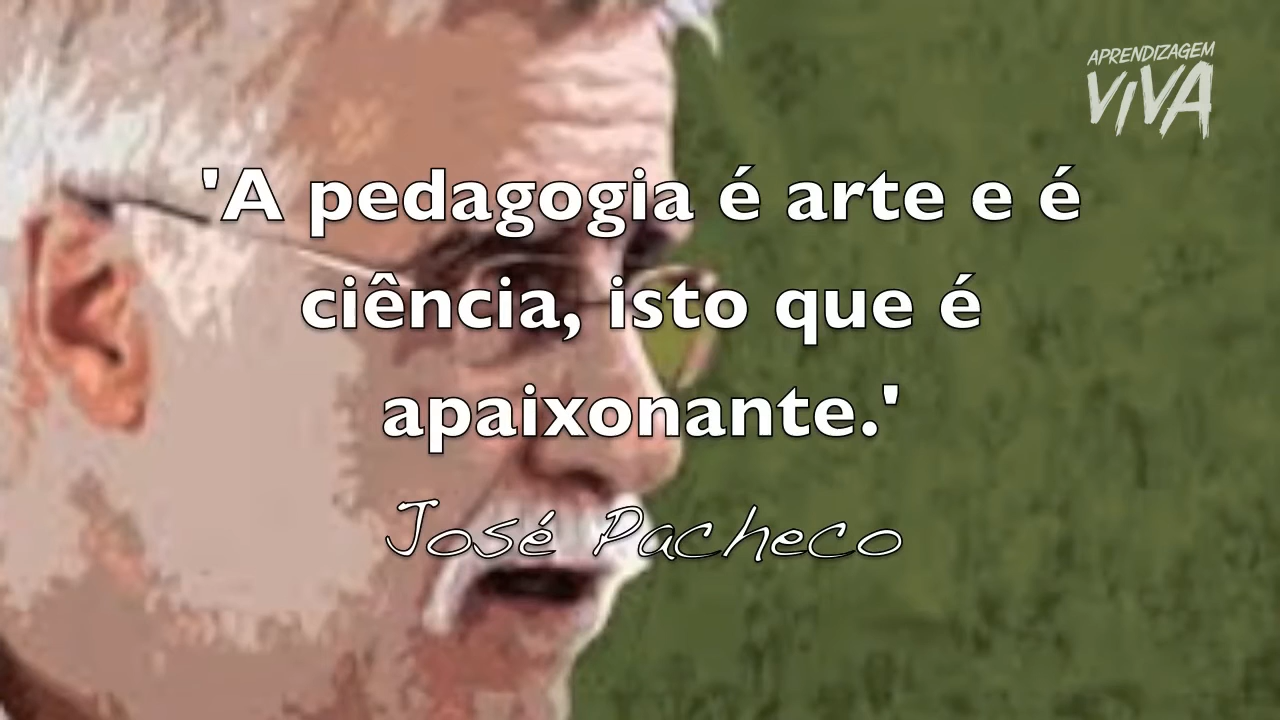 APRENDIZAGEM
VIVA
'A pedagogia é arte e é
ciência, isto que é
apaixonante.'
José Pacheco